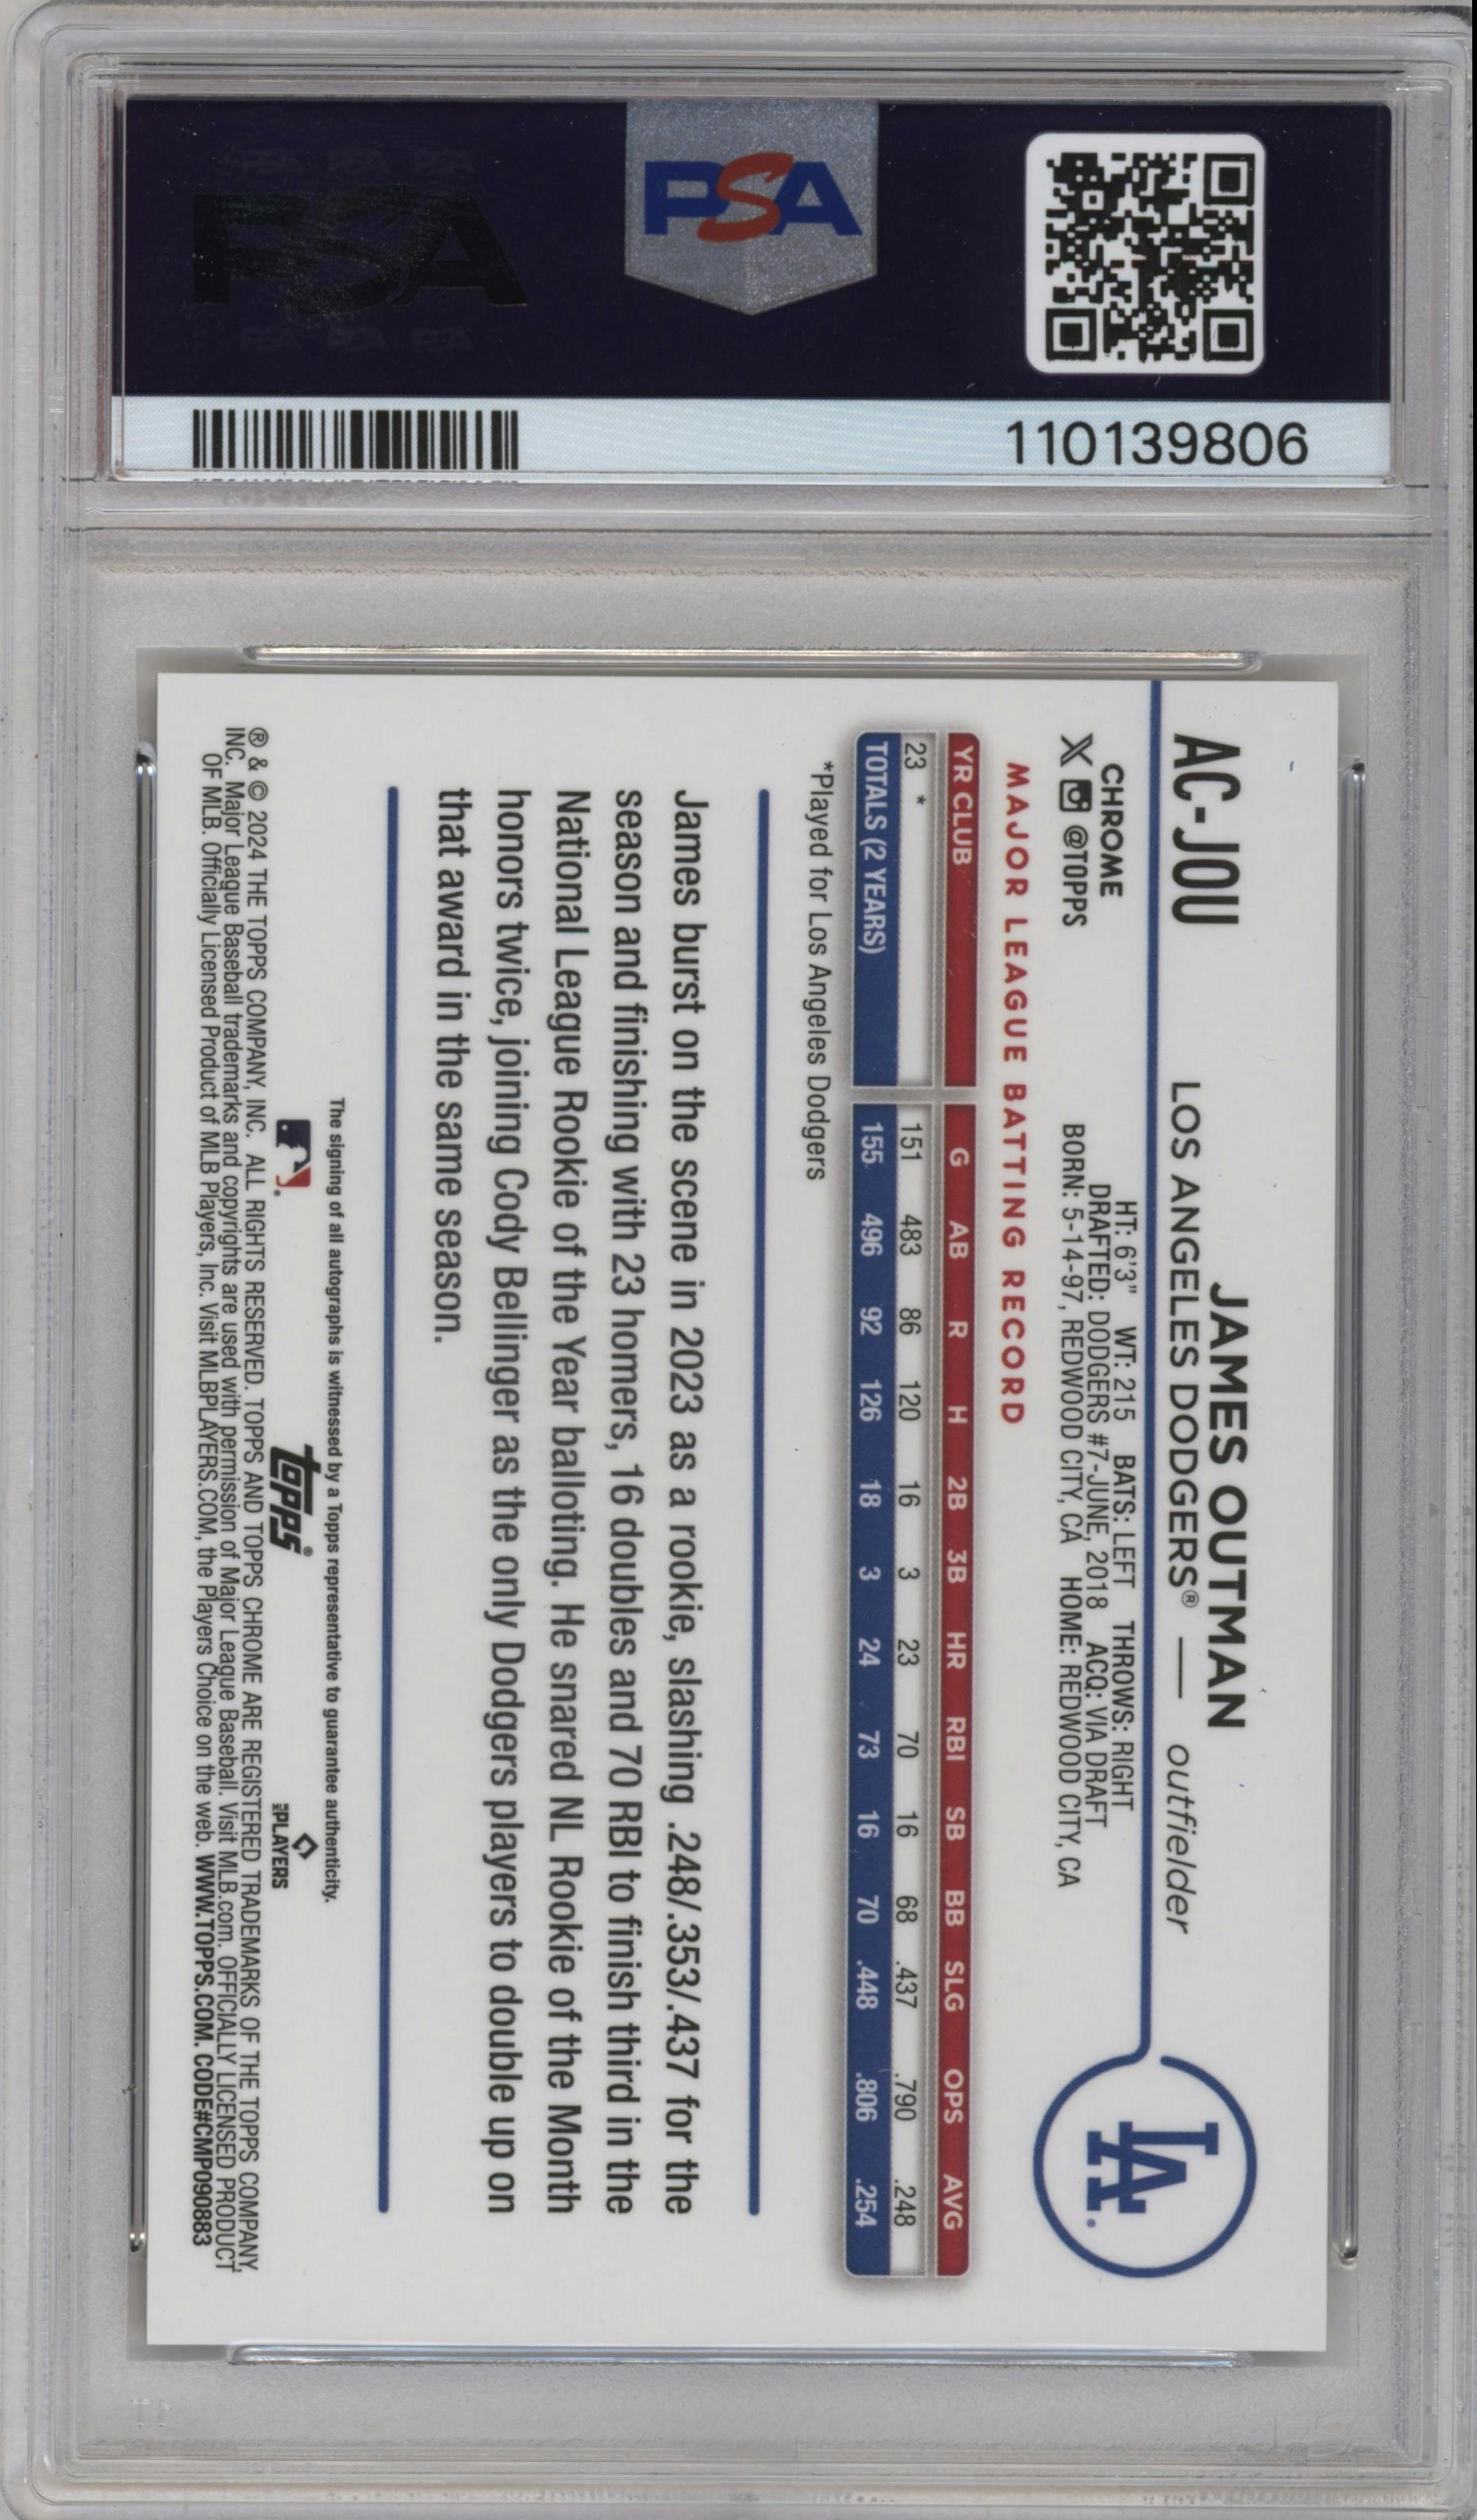 PSA
PSA
110139806
AC-JOU
JAMES OUTMAN
LOS ANGELES DODGERS® — outfielder
CHROME
@TOPPS
HT: 6'3" WT: 215 BATS: LEFT THROWS: RIGHT
DRAFTED: DODGERS #7-JUNE, 2018 ACQ: VIA DRAFT
BORN: 5-14-97, REDWOOD CITY, CA HOME: REDWOOD CITY, CA
LA
MAJOR LEAGUE BATTING RECORD
YR CLUB G AB R H 2B 3B HR RBI SB BB SLG OPS AVG
23 * 151 483 86 120 16 3 23 70 16 68 .437 .790 .248
TOTALS (2 YEARS) 155 496 92 126 18 3 24 73 16 70 .448 .806 .254
*Played for Los Angeles Dodgers
James burst on the scene in 2023 as a rookie, slashing .248/.353/.437 for the
season and finishing with 23 homers, 16 doubles and 70 RBI to finish third in the
National League Rookie of the Year balloting. He snared NL Rookie of the Month
honors twice, joining Cody Bellinger as the only Dodgers players to double up on
that award in the same season.
The signing of all autographs is witnessed by a Topps representative to guarantee authenticity.
topps®
PLAYERS
® & © 2024 THE TOPPS COMPANY, INC. ALL RIGHTS RESERVED. TOPPS AND TOPPS CHROME ARE REGISTERED TRADEMARKS OF THE TOPPS COMPANY,
INC. Major League Baseball trademarks and copyrights are used with permission of Major League Baseball. Visit MLB.com. OFFICIALLY LICENSED PRODUCT
OF MLB. Officially Licensed Product of MLB Players, Inc. Visit MLBPLAYERS.COM, the Players Choice on the web. WWW.TOPPS.COM. CODE#CMP090883